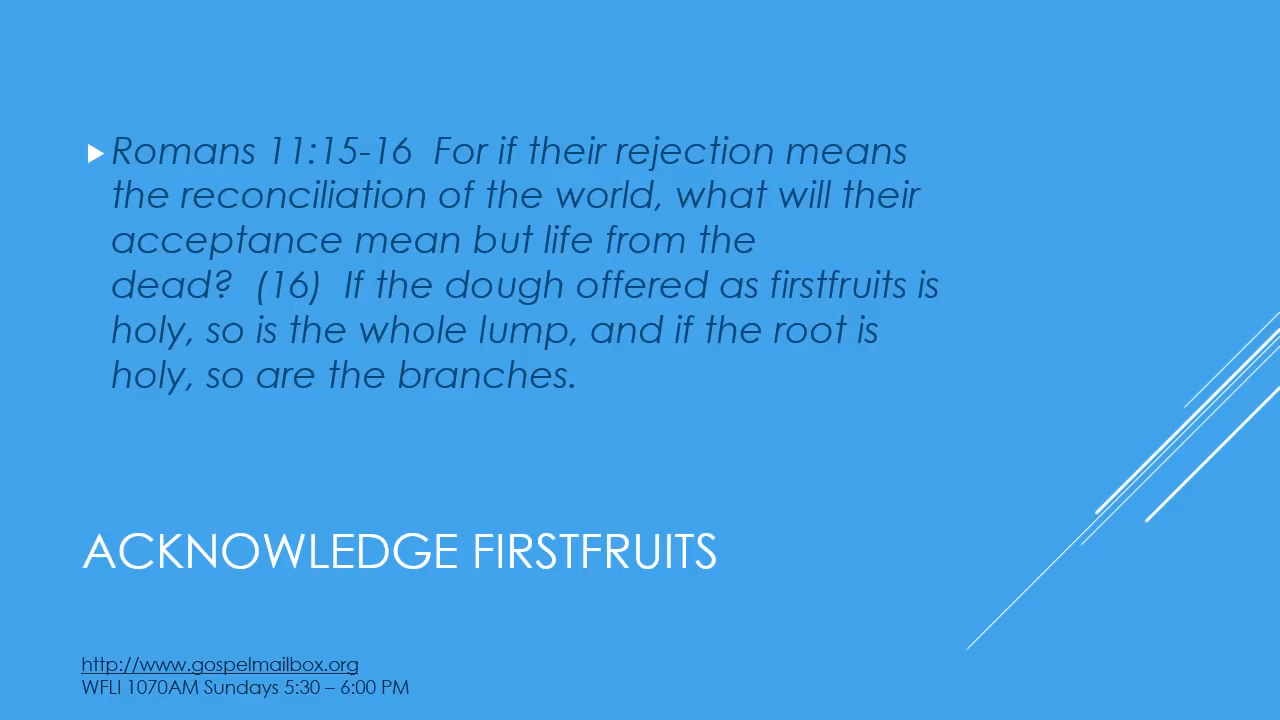 Romans 11:15-16  For if their rejection means
the reconciliation of the world, what will their
acceptance mean but life from the
dead?  (16)  If the dough offered as firstfruits is
holy, so is the whole lump, and if the root is
holy, so are the branches.
ACKNOWLEDGE FIRSTFRUITS
http://www.gospelmailbox.org
WFLI 1070AM Sundays 5:30 – 6:00 PM